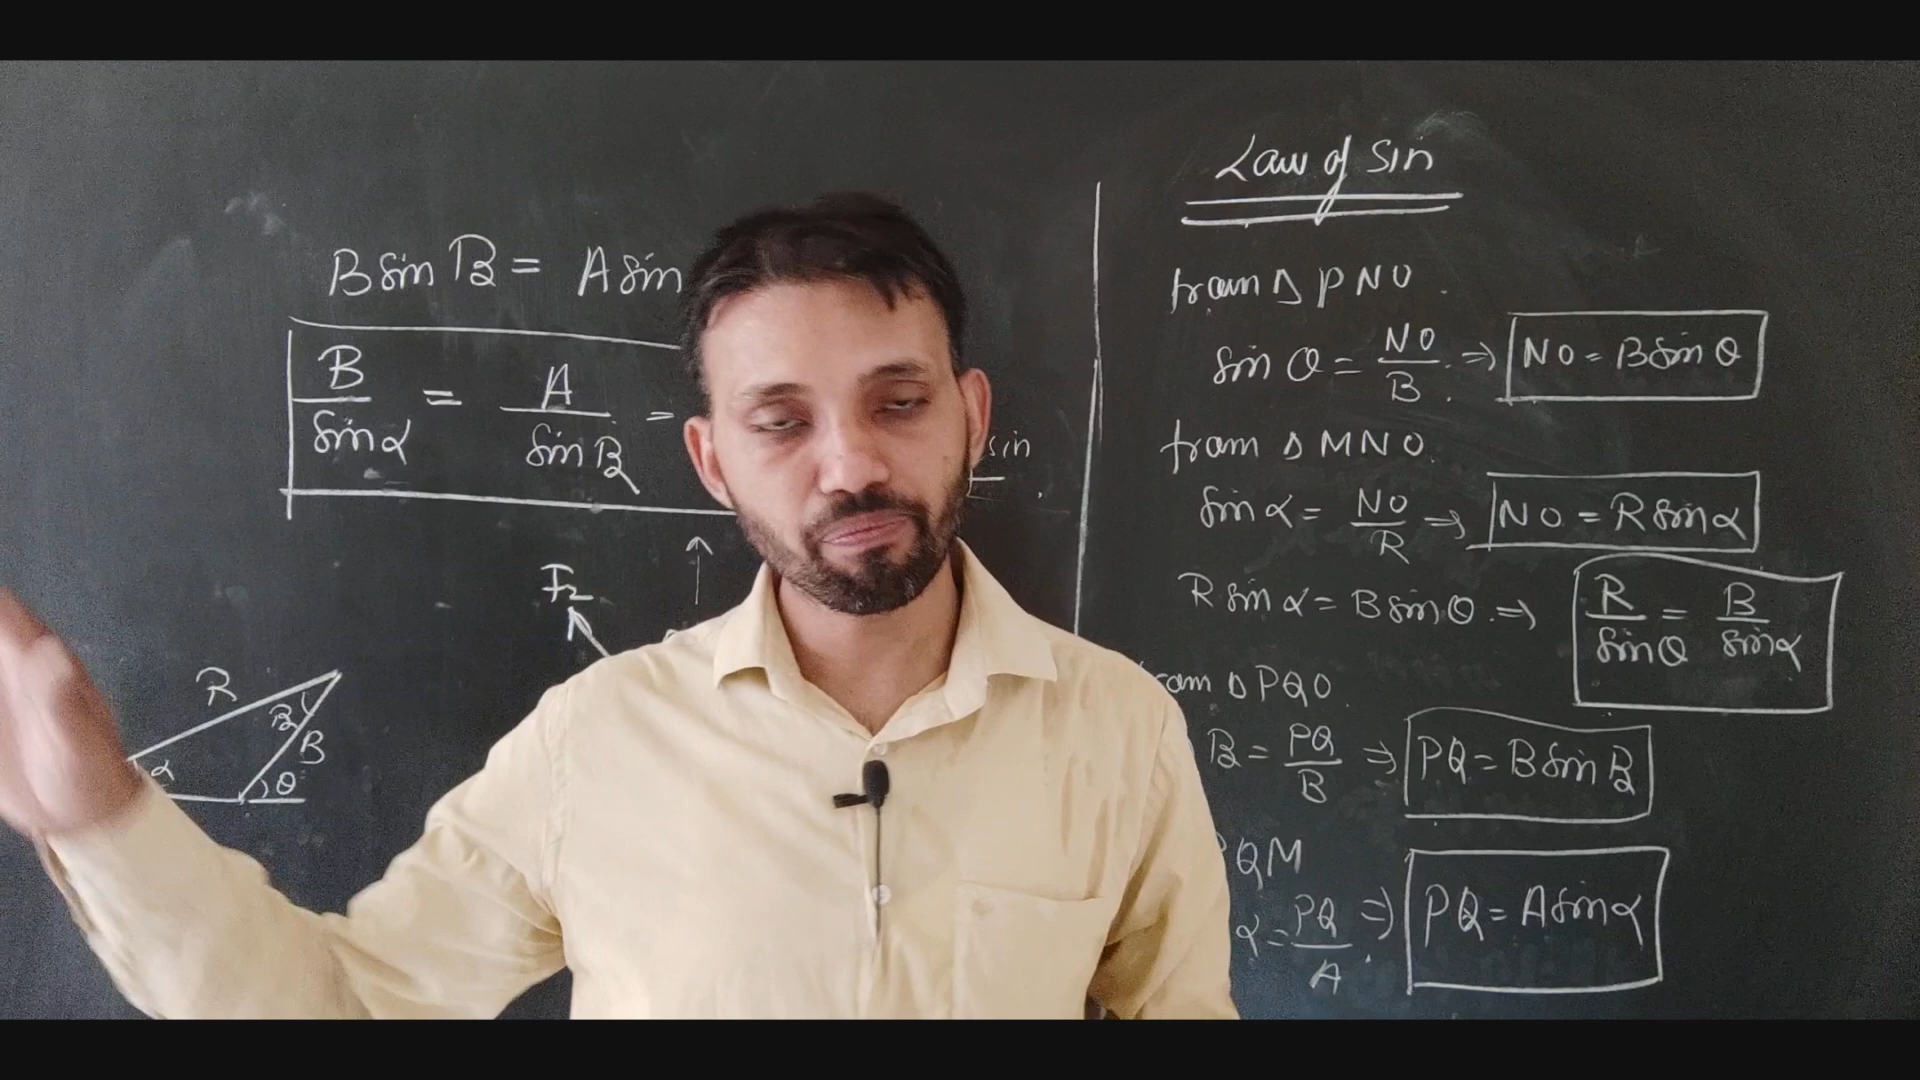 B sin β = A sin
B/sin α = A/sin β =
sin
F₂
R
β
B
α
θ
Law of Sin
from Δ PNO
sin θ = NO/B ⇒ NO = B sin θ
from Δ MNO
sin α = NO/R ⇒ NO = R sin α
R sin α = B sin θ ⇒ R/sin θ = B/sin α
Δ PQO
β = PQ/B ⇒ PQ = B sin β
PQM
α = PQ/A ⇒ PQ = A sin α